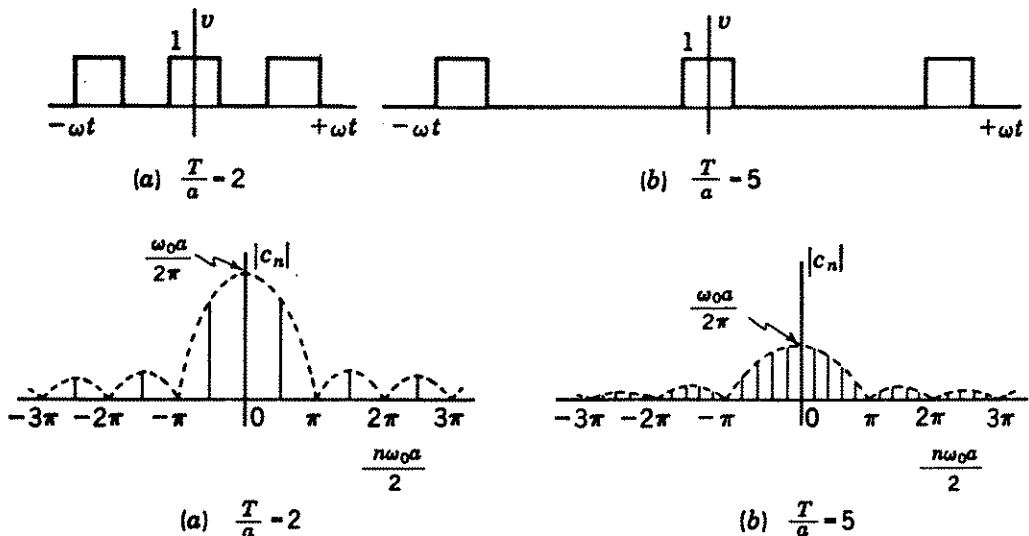 1 v
-ωt +ωt
(a) T/a = 2
1 v
-ωt +ωt
(b) T/a = 5
ω₀a/2π |cₙ|
-3π -2π -π 0 π 2π 3π
nω₀a/2
(a) T/a = 2
ω₀a/2π |cₙ|
-3π -2π -π 0 π 2π 3π
nω₀a/2
(b) T/a = 5